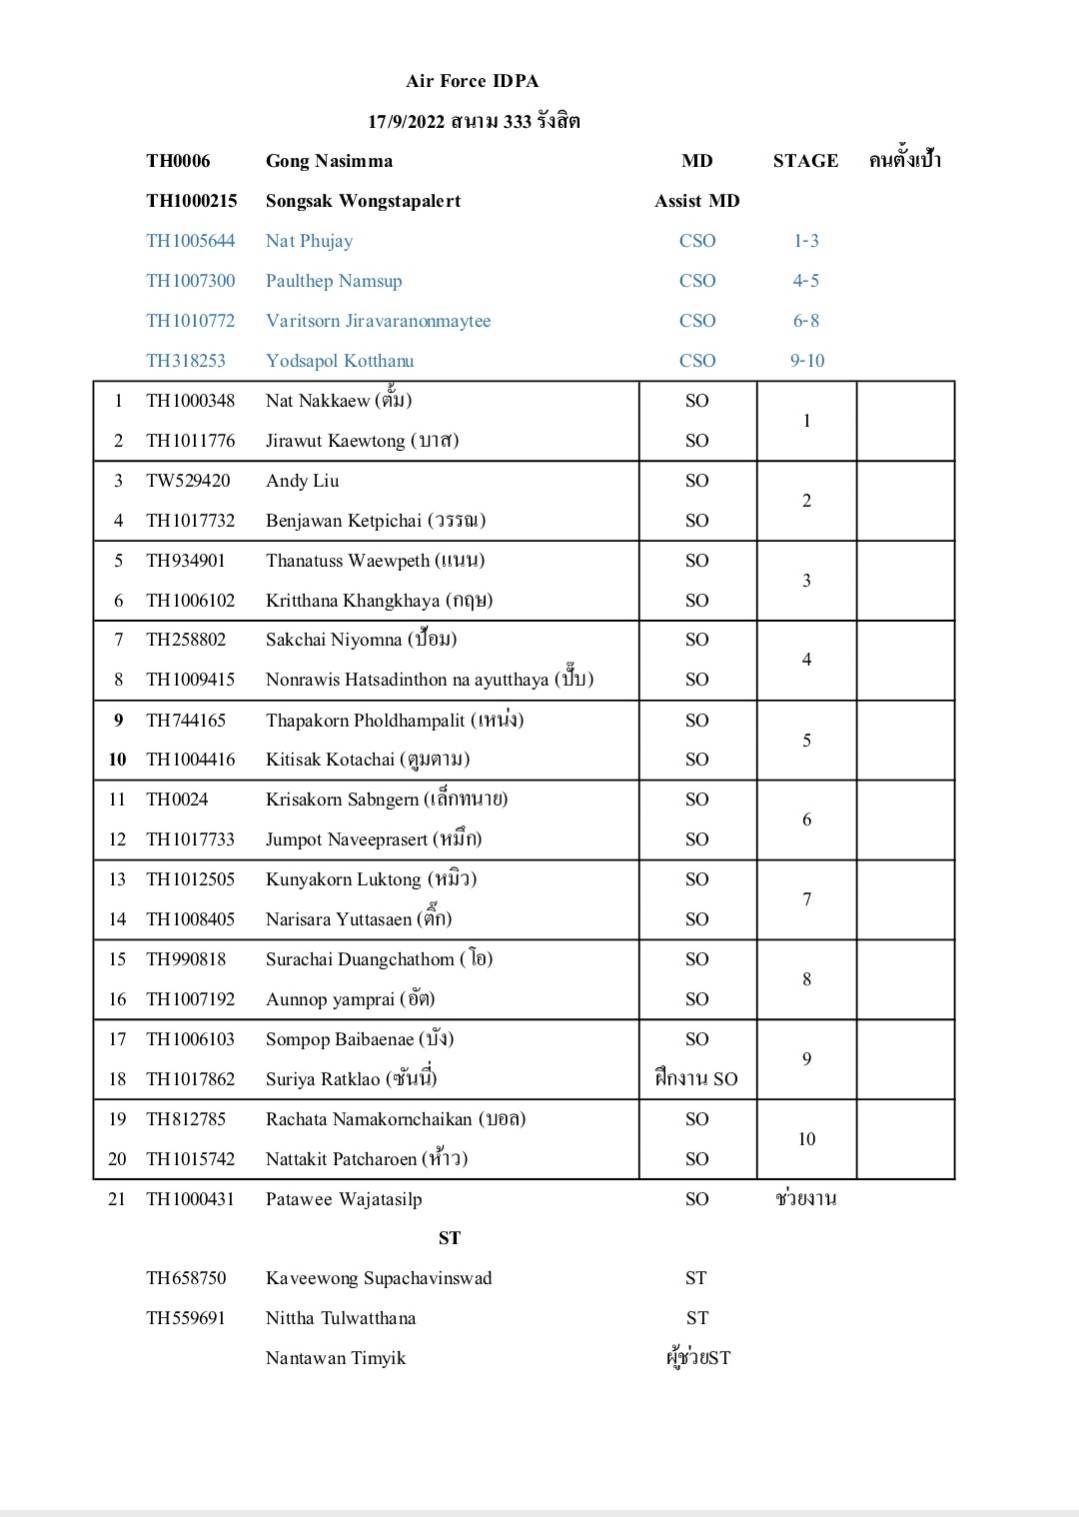 Air Force IDPA
17/9/2022 สนาม 333 รังสิต
TH0006 Gong Nasimma MD STAGE คนตั้งเป้า
TH1000215 Songsak Wongstapalert Assist MD
TH1005644 Nat Phujay CSO 1-3
TH1007300 Paulthep Namsup CSO 4-5
TH1010772 Varitsorn Jiravaranonmaytee CSO 6-8
TH318253 Yodsapol Kotthanu CSO 9-10
1 TH1000348 Nat Nakkaew (ตั้ม) SO
1
2 TH1011776 Jirawut Kaewtong (บาส) SO
3 TW529420 Andy Liu SO
2
4 TH1017732 Benjawan Ketpichai (วรรณ) SO
5 TH934901 Thanatuss Waewpeth (แนน) SO
3
6 TH1006102 Kritthana Khangkhaya (กฤษ) SO
7 TH258802 Sakchai Niyomna (ป้อม) SO
4
8 TH1009415 Nonrawis Hatsadinthon na ayutthaya (ปั๊บ) SO
9 TH744165 Thapakorn Pholdhampalit (เหน่ง) SO
5
10 TH1004416 Kitisak Kotachai (ตูมตาม) SO
11 TH0024 Krisakorn Sabngern (เล็กทนาย) SO
6
12 TH1017733 Jumpot Naveeprasert (หมึก) SO
13 TH1012505 Kunyakorn Luktong (หมิว) SO
7
14 TH1008405 Narisara Yuttasaen (ติ๊ก) SO
15 TH990818 Surachai Duangchathom ( โอ) SO
8
16 TH1007192 Aunnop yamprai (อัต) SO
17 TH1006103 Sompop Baibaenae (บัง) SO
9
18 TH1017862 Suriya Ratklao (ซันนี่) ฝึกงาน SO
19 TH812785 Rachata Namakornchaikan (บอล) SO
10
20 TH1015742 Nattakit Patcharoen (ห้าว) SO
21 TH1000431 Patawee Wajatasilp SO ช่วยงาน
ST
TH658750 Kaveewong Supachavinswad ST
TH559691 Nittha Tulwatthana ST
Nantawan Timyik ผู้ช่วยST